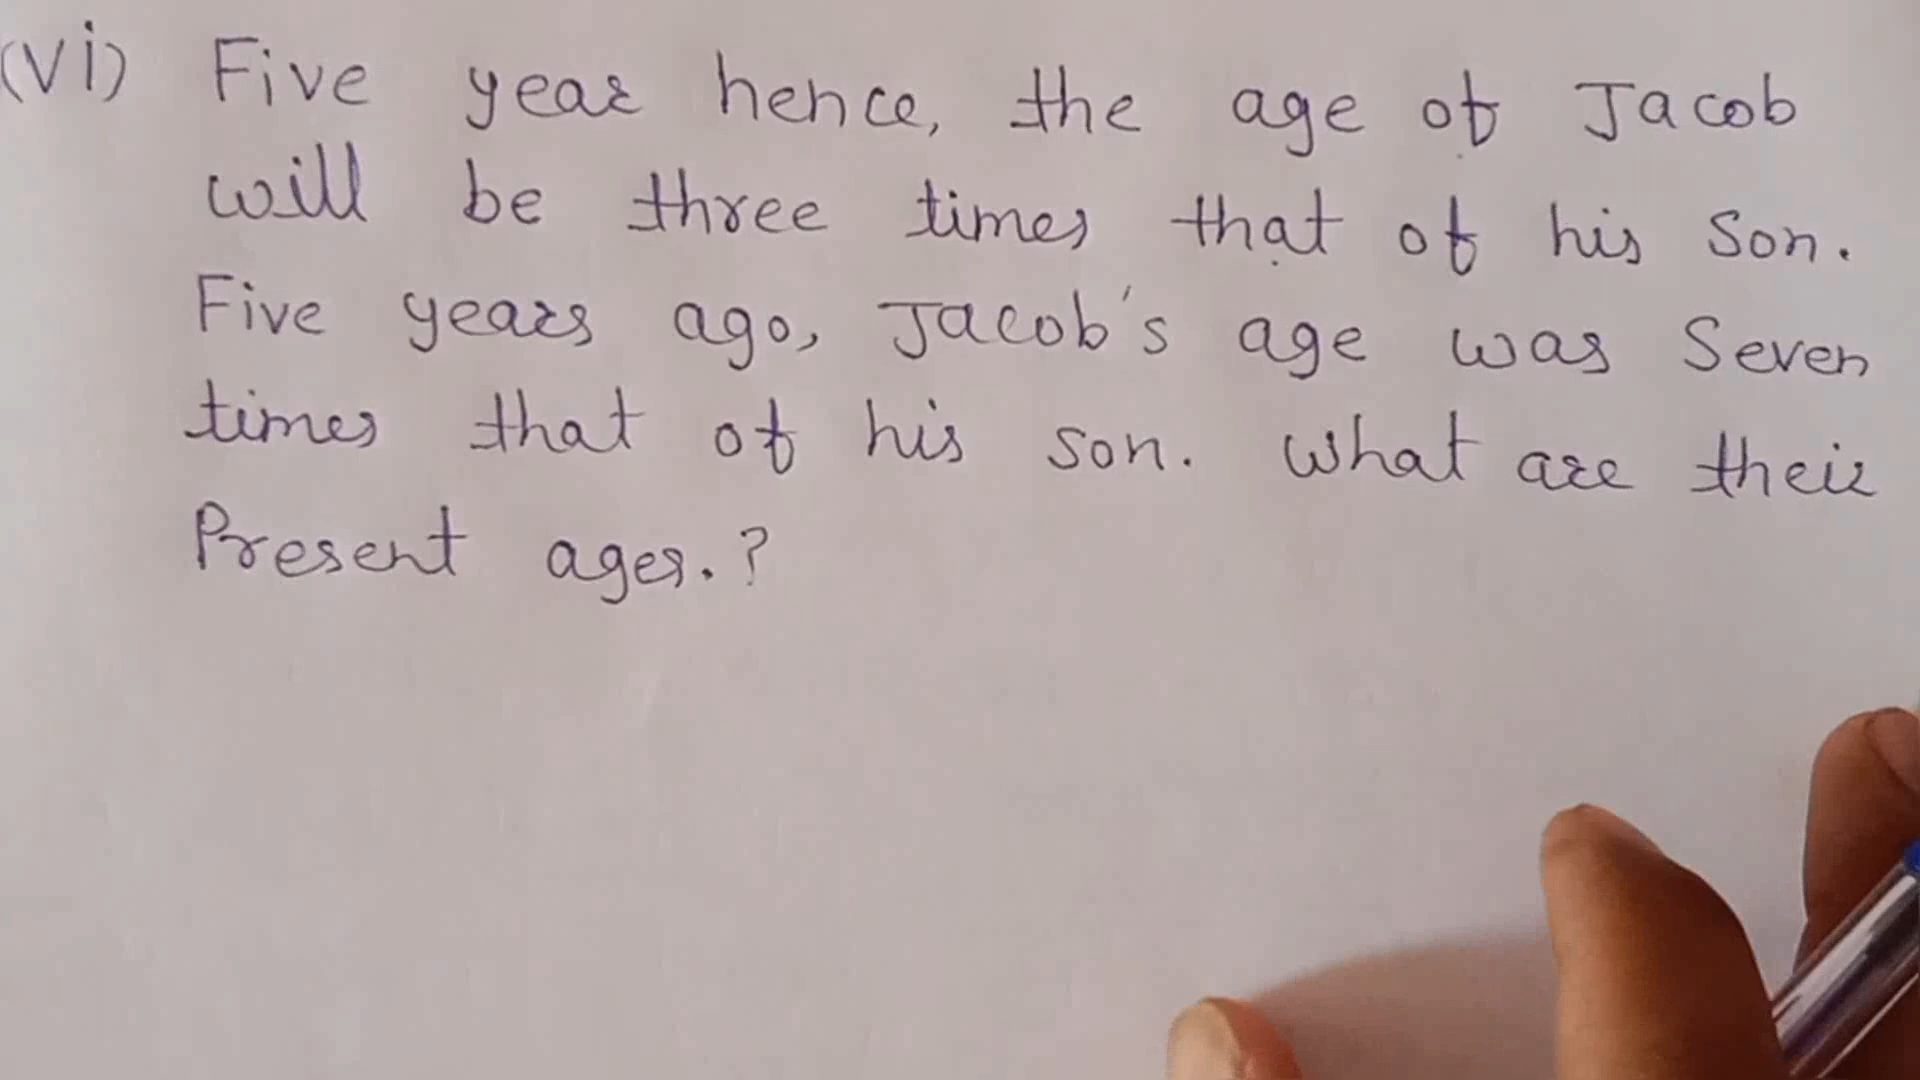 (vi) Five year hence, the age of Jacob
will be three times that of his son.
Five years ago, Jacob's age was seven
times that of his son. What are their
Present ages.?